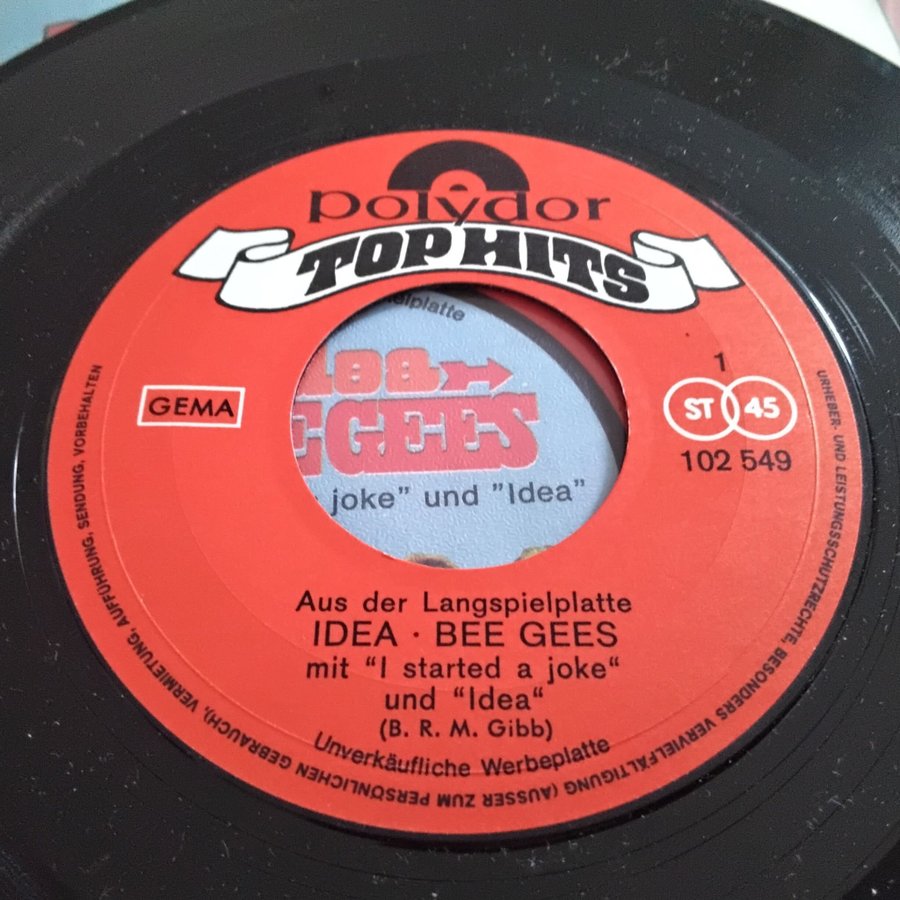 polydor
TOP HITS
GEMA
1
ST 45
102 549
Aus der Langspielplatte
IDEA · BEE GEES
mit "I started a joke"
und "Idea"
(B. R. M. Gibb)
Unverkäufliche Werbeplatte
URHEBER- UND LEISTUNGSSCHUTZRECHTE, BESONDERS VERVIELFÄLTIGUNG (AUSSER ZUM PERSÖNLICHEN GEBRAUCH), VERMIETUNG, AUFFÜHRUNG, SENDUNG, VORBEHALTEN
joke" und "Idea"